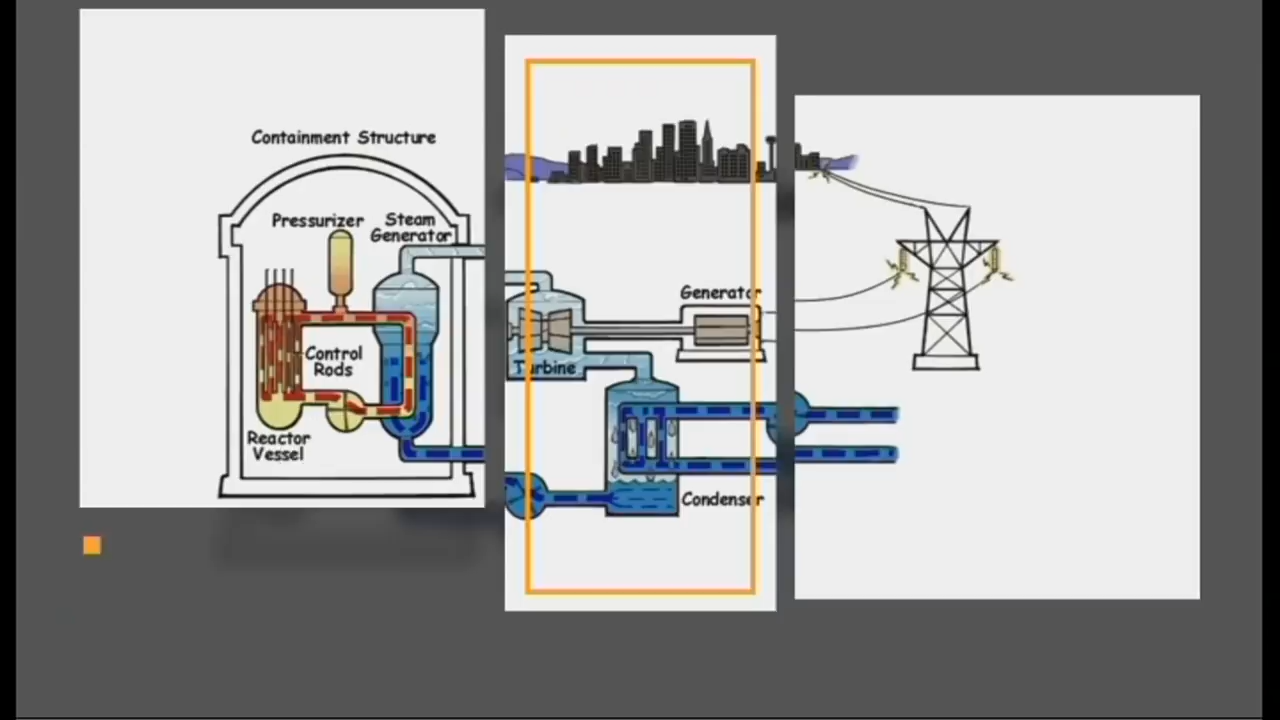 Containment Structure
Pressurizer
Steam
Generator
Control
Rods
Reactor
Vessel
Generator
Turbine
Condenser